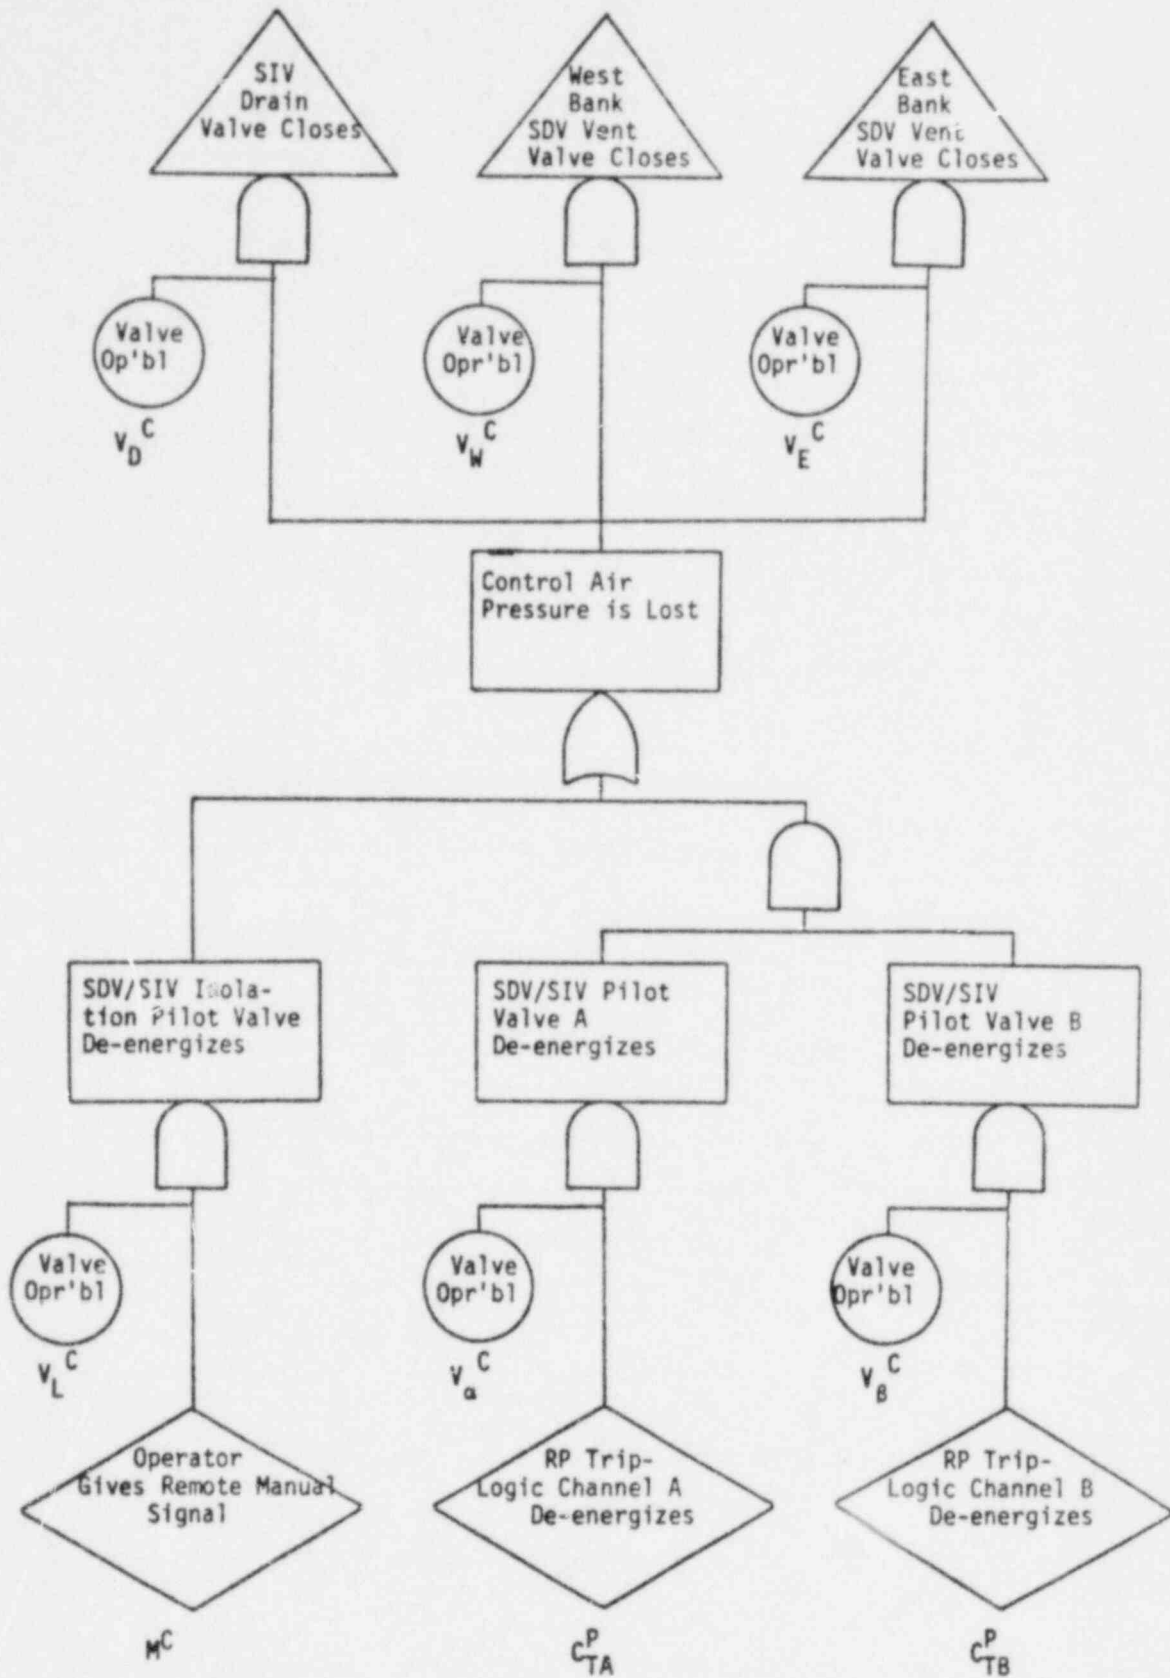 SIV
Drain
Valve Closes
West
Bank
SDV Vent
Valve Closes
East
Bank
SDV Vent
Valve Closes
Valve
Op'bl
V_D^C
Valve
Opr'bl
V_W^C
Valve
Opr'bl
V_E^C
Control Air
Pressure is Lost
SDV/SIV Isola-
tion Pilot Valve
De-energizes
SDV/SIV Pilot
Valve A
De-energizes
SDV/SIV
Pilot Valve B
De-energizes
Valve
Opr'bl
V_L^C
Valve
Opr'bl
V_α^C
Valve
Opr'bl
V_β^C
Operator
Gives Remote Manual
Signal
RP Trip-
Logic Channel A
De-energizes
RP Trip-
Logic Channel B
De-energizes
M^C
C_TA^P
C_TB^P